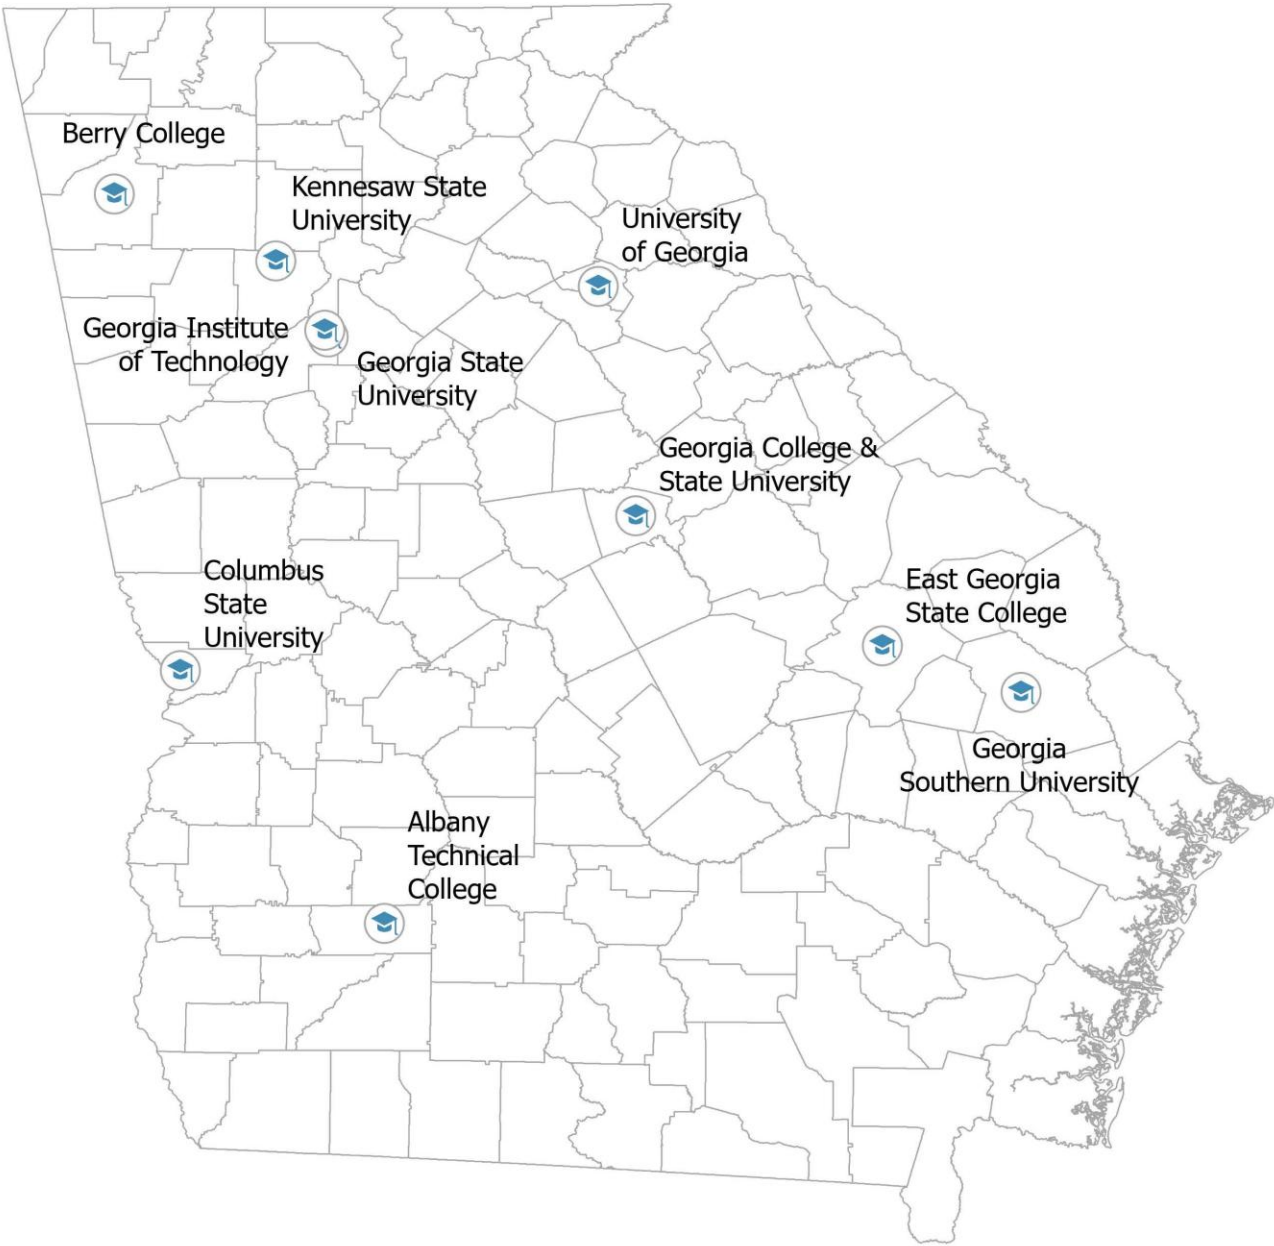 Berry College
Kennesaw State
University
University
of Georgia
Georgia Institute
of Technology
Georgia State
University
Georgia College &
State University
Columbus
State
University
East Georgia
State College
Georgia
Southern University
Albany
Technical
College